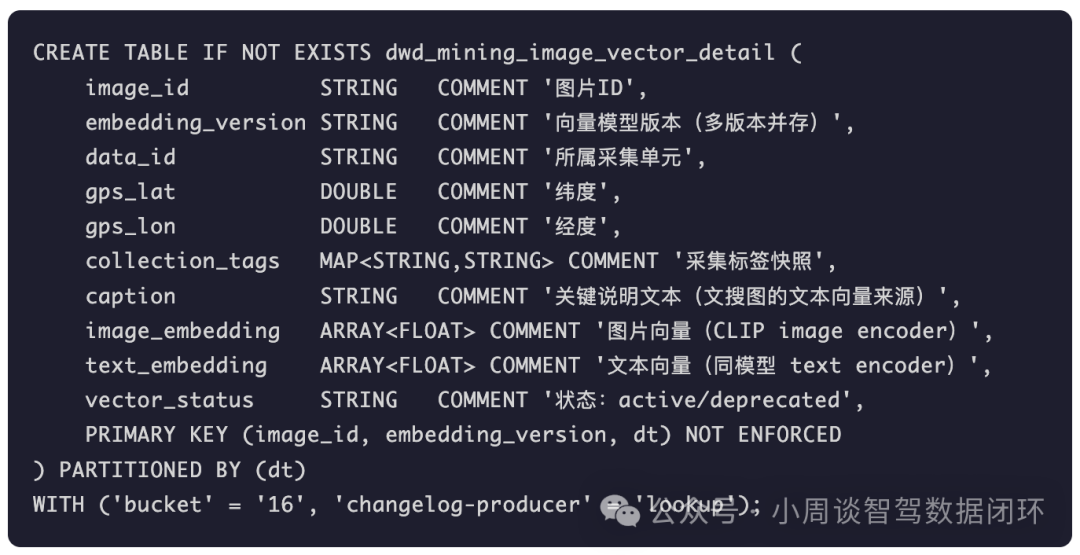 CREATE TABLE IF NOT EXISTS dwd_mining_image_vector_detail (
    image_id          STRING   COMMENT '图片ID',
    embedding_version STRING   COMMENT '向量模型版本（多版本并存）',
    data_id           STRING   COMMENT '所属采集单元',
    gps_lat           DOUBLE   COMMENT '纬度',
    gps_lon           DOUBLE   COMMENT '经度',
    collection_tags   MAP<STRING,STRING> COMMENT '采集标签快照',
    caption           STRING   COMMENT '关键说明文本（文搜图的文本向量来源）',
    image_embedding   ARRAY<FLOAT> COMMENT '图片向量（CLIP image encoder）',
    text_embedding    ARRAY<FLOAT> COMMENT '文本向量（同模型 text encoder）',
    vector_status     STRING   COMMENT '状态：active/deprecated',
    PRIMARY KEY (image_id, embedding_version, dt) NOT ENFORCED
) PARTITIONED BY (dt)
WITH ('bucket' = '16', 'changelog-producer' = 'lookup');
公众号 · 小周谈智驾数据闭环